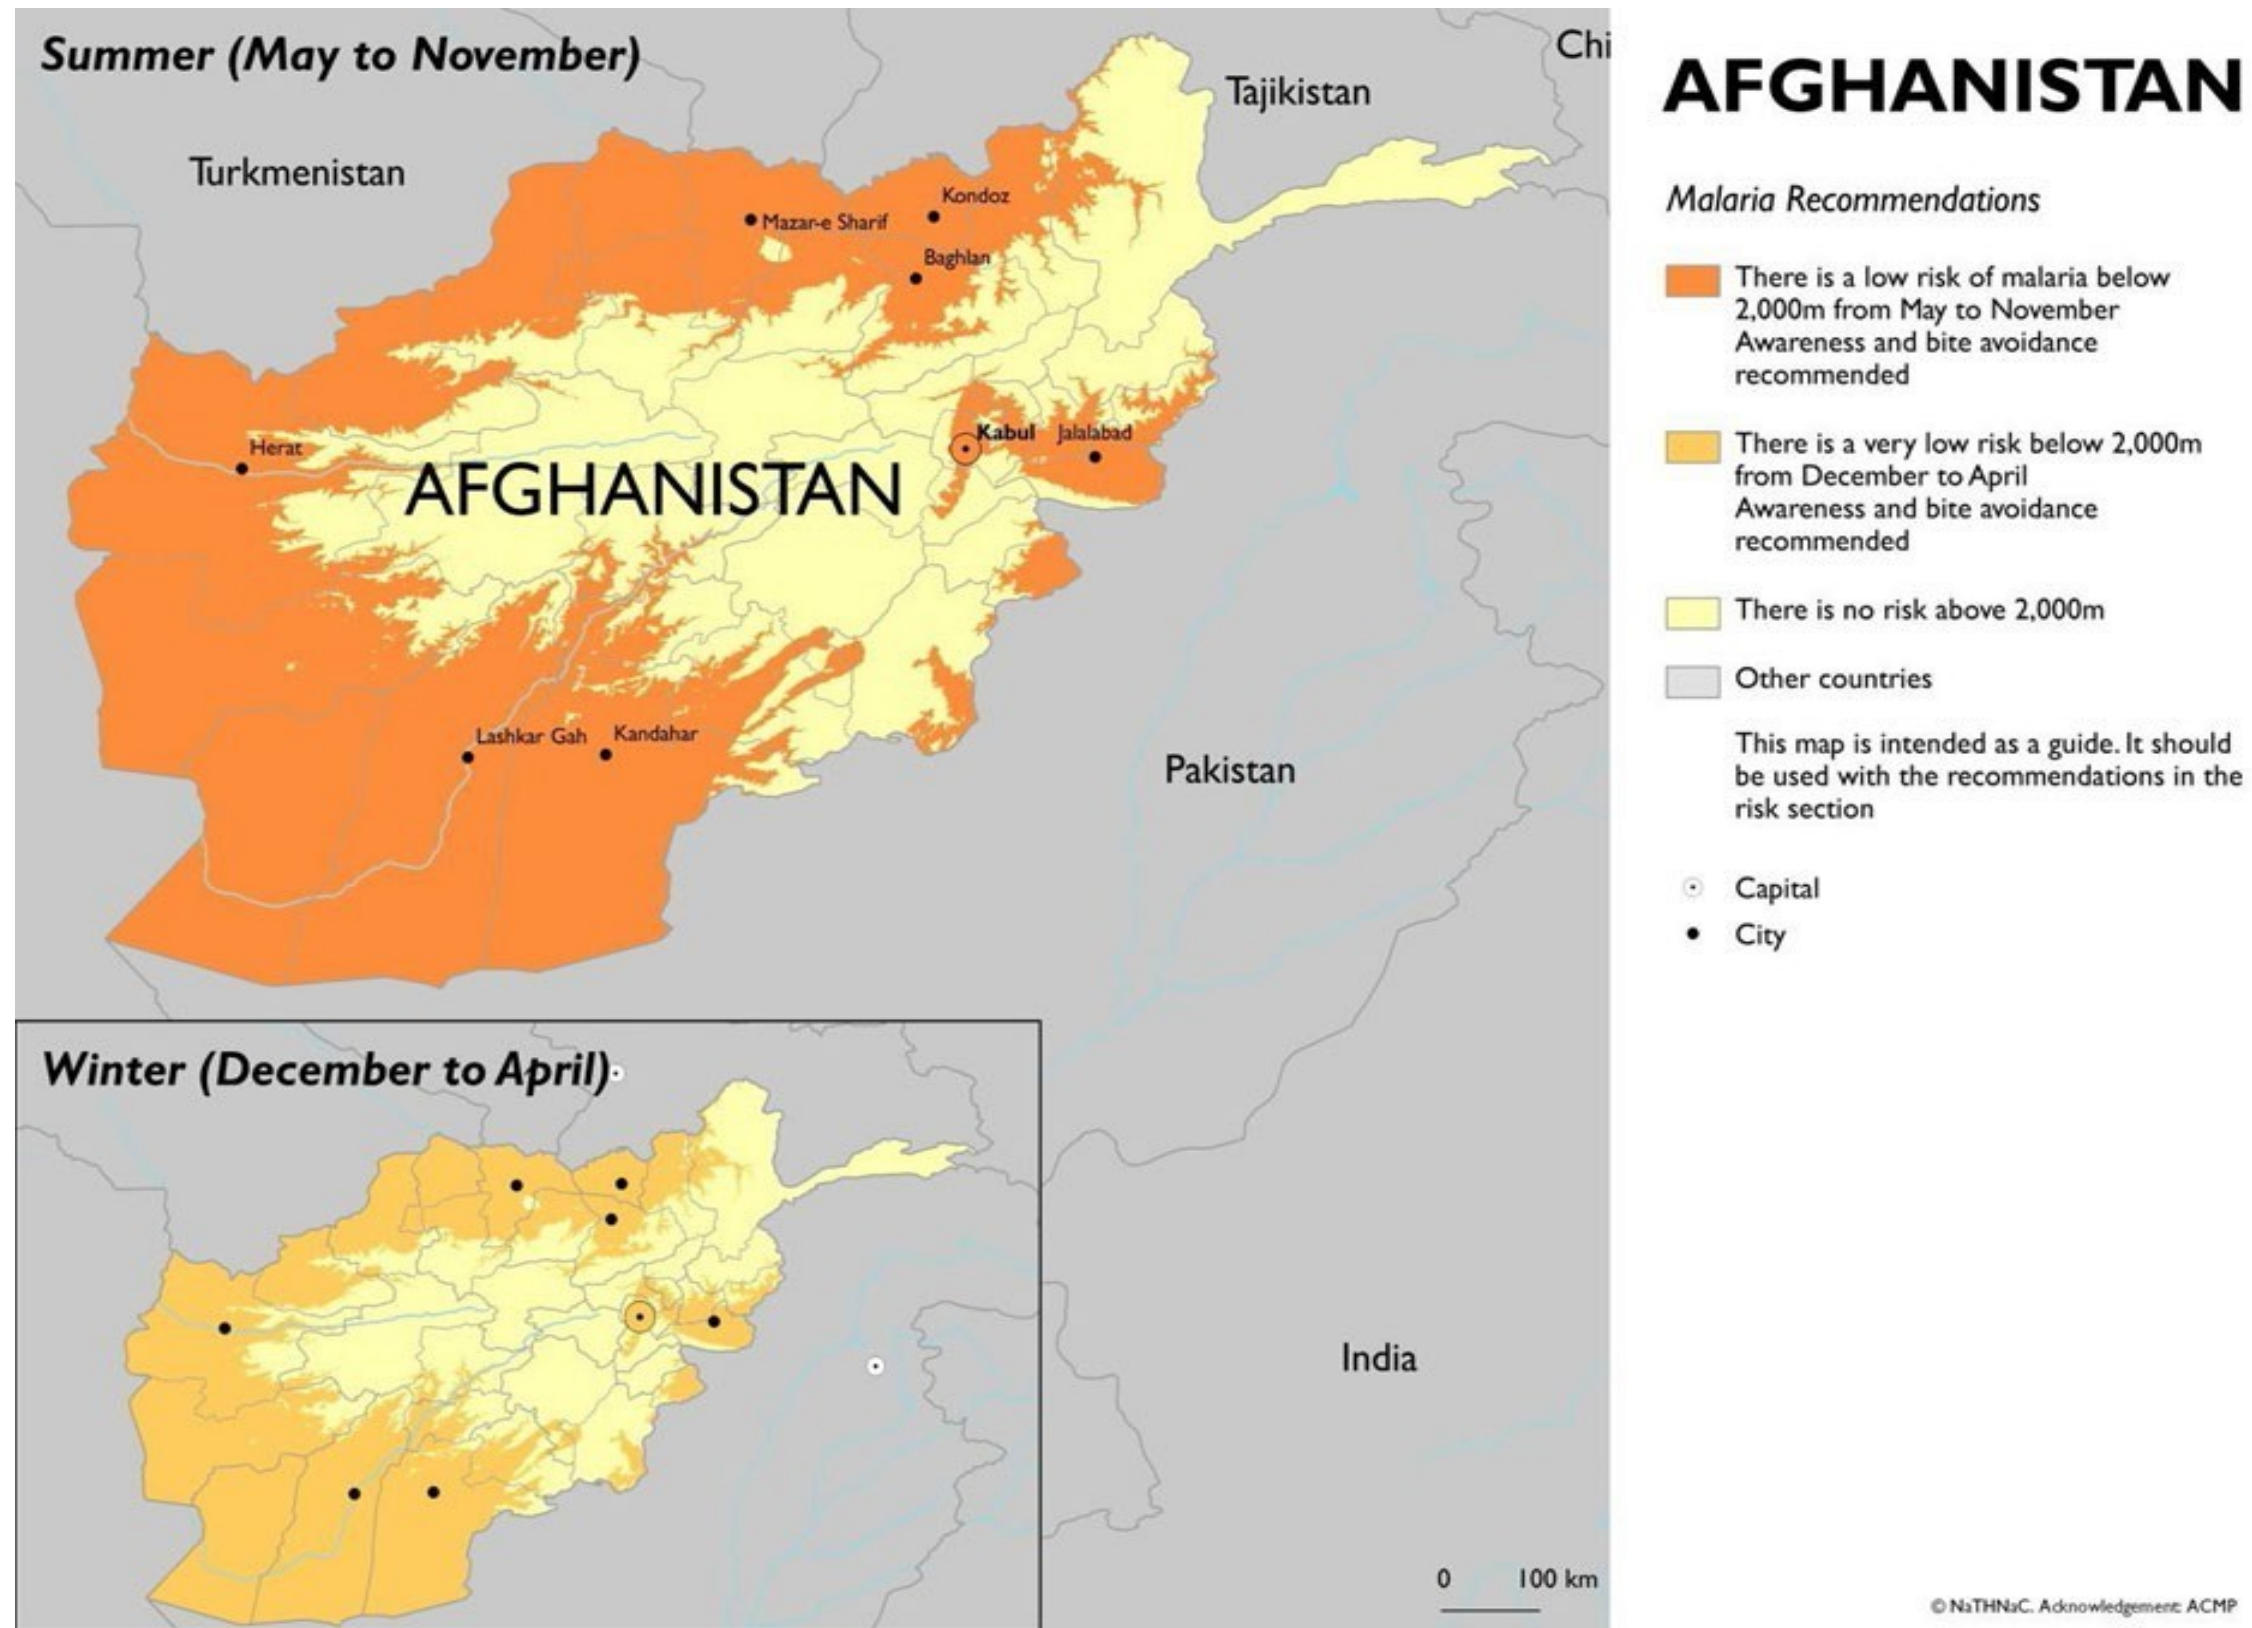 Summer (May to November)
Chi
Tajikistan
Turkmenistan
Kondoz
Mazar-e Sharif
Baghlan
Herat
Kabul
Jalalabad
AFGHANISTAN
Lashkar Gah
Kandahar
Pakistan
India
0 100 km
Winter (December to April)
AFGHANISTAN
Malaria Recommendations
There is a low risk of malaria below
2,000m from May to November
Awareness and bite avoidance
recommended
There is a very low risk below 2,000m
from December to April
Awareness and bite avoidance
recommended
There is no risk above 2,000m
Other countries
This map is intended as a guide. It should
be used with the recommendations in the
risk section
Capital
City
© NaTHNaC. Acknowledgement: ACMP